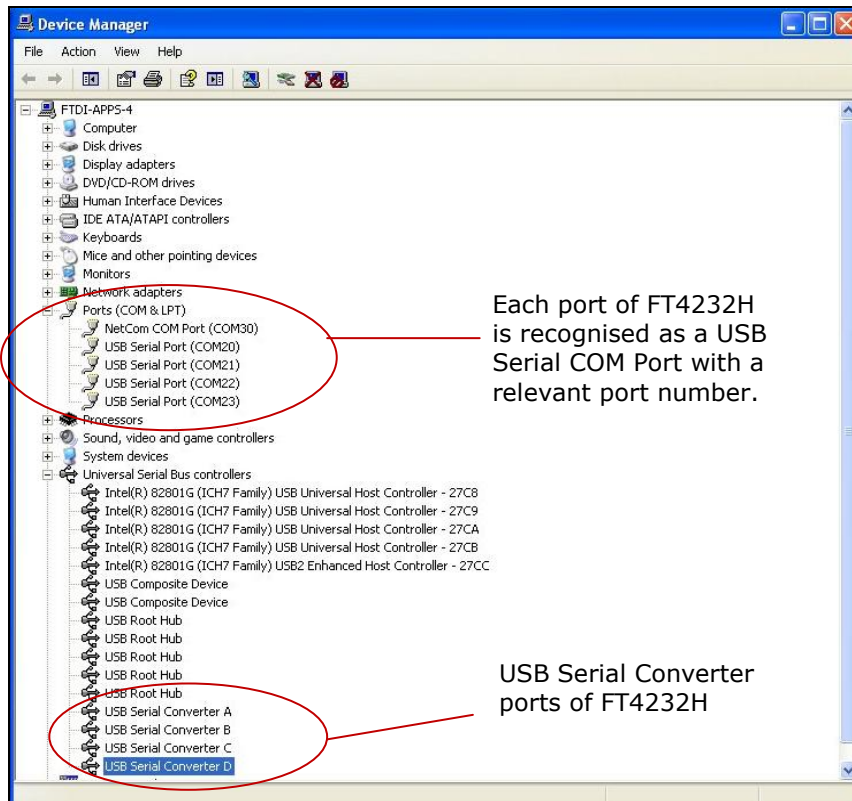 Device Manager
File Action View Help
FTDI-APPS-4
Computer
Disk drives
Display adapters
DVD/CD-ROM drives
Human Interface Devices
IDE ATA/ATAPI controllers
Keyboards
Mice and other pointing devices
Monitors
Network adapters
Ports (COM & LPT)
NetCom COM Port (COM30)
USB Serial Port (COM20)
USB Serial Port (COM21)
USB Serial Port (COM22)
USB Serial Port (COM23)
Processors
Sound, video and game controllers
System devices
Universal Serial Bus controllers
Intel(R) 82801G (ICH7 Family) USB Universal Host Controller - 27C8
Intel(R) 82801G (ICH7 Family) USB Universal Host Controller - 27C9
Intel(R) 82801G (ICH7 Family) USB Universal Host Controller - 27CA
Intel(R) 82801G (ICH7 Family) USB Universal Host Controller - 27CB
Intel(R) 82801G (ICH7 Family) USB2 Enhanced Host Controller - 27CC
USB Composite Device
USB Composite Device
USB Root Hub
USB Root Hub
USB Root Hub
USB Root Hub
USB Root Hub
USB Serial Converter A
USB Serial Converter B
USB Serial Converter C
USB Serial Converter D
Each port of FT4232H
is recognised as a USB
Serial COM Port with a
relevant port number.
USB Serial Converter
ports of FT4232H